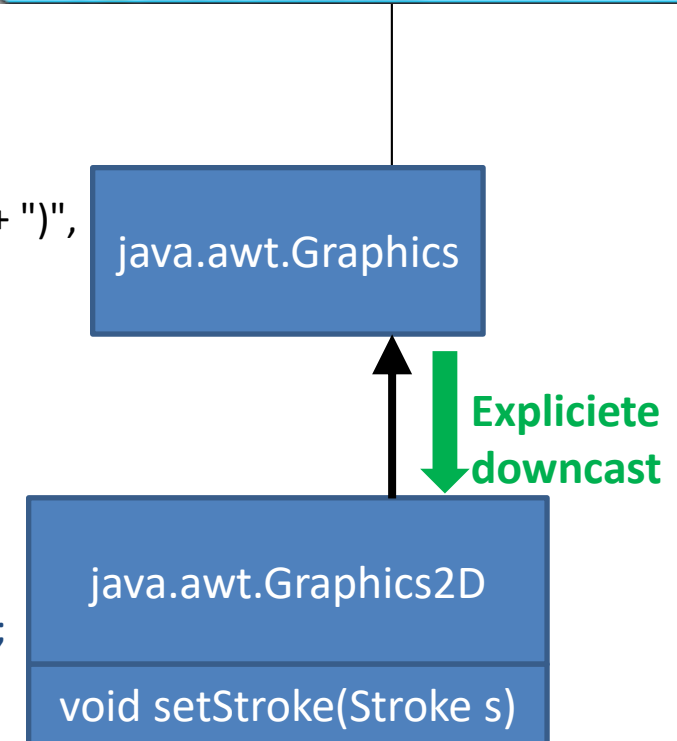 + ")",
java.awt.Graphics
Expliciete
downcast
java.awt.Graphics2D
;
void setStroke(Stroke s)